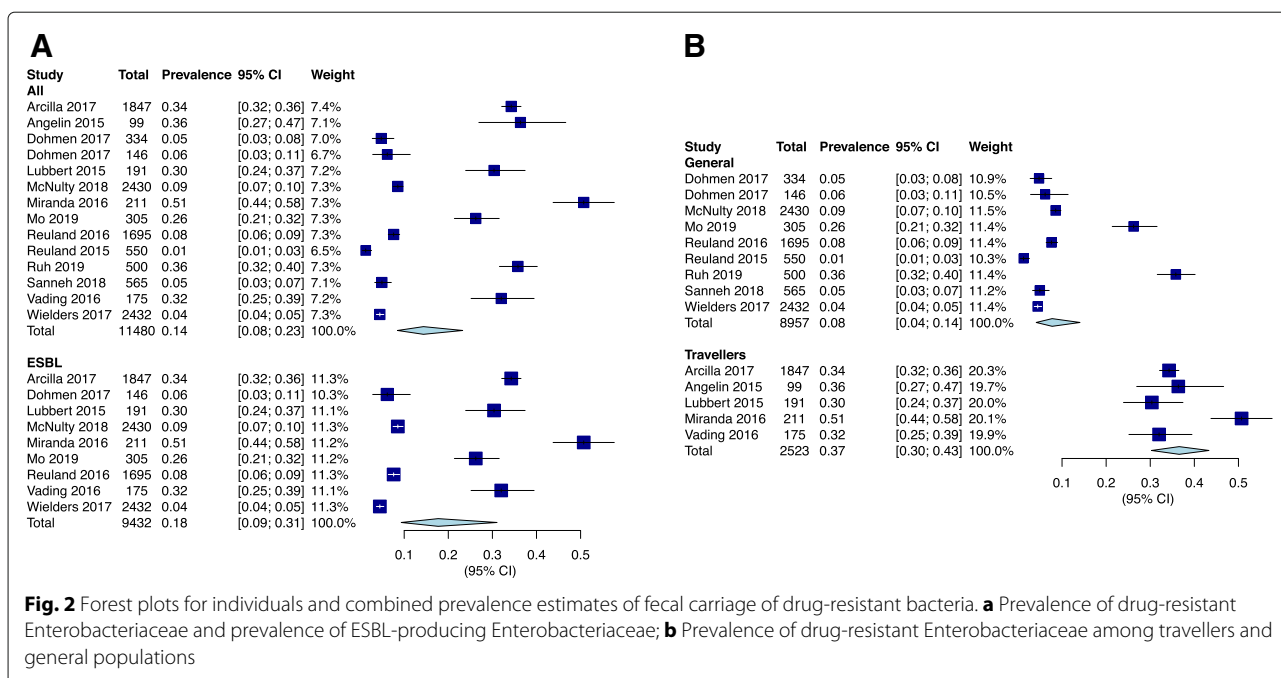 A
Study Total Prevalence 95% CI Weight
All
Arcilla 2017 1847 0.34 [0.32; 0.36] 7.4%
Angelin 2015 99 0.36 [0.27; 0.47] 7.1%
Dohmen 2017 334 0.05 [0.03; 0.08] 7.0%
Dohmen 2017 146 0.06 [0.03; 0.11] 6.7%
Lubbert 2015 191 0.30 [0.24; 0.37] 7.2%
McNulty 2018 2430 0.09 [0.07; 0.10] 7.3%
Miranda 2016 211 0.51 [0.44; 0.58] 7.3%
Mo 2019 305 0.26 [0.21; 0.32] 7.3%
Reuland 2016 1695 0.08 [0.06; 0.09] 7.3%
Reuland 2015 550 0.01 [0.01; 0.03] 6.5%
Ruh 2019 500 0.36 [0.32; 0.40] 7.3%
Sanneh 2018 565 0.05 [0.03; 0.07] 7.1%
Vading 2016 175 0.32 [0.25; 0.39] 7.2%
Wielders 2017 2432 0.04 [0.04; 0.05] 7.3%
Total 11480 0.14 [0.08; 0.23] 100.0%
ESBL
Arcilla 2017 1847 0.34 [0.32; 0.36] 11.3%
Dohmen 2017 146 0.06 [0.03; 0.11] 10.3%
Lubbert 2015 191 0.30 [0.24; 0.37] 11.1%
McNulty 2018 2430 0.09 [0.07; 0.10] 11.3%
Miranda 2016 211 0.51 [0.44; 0.58] 11.2%
Mo 2019 305 0.26 [0.21; 0.32] 11.2%
Reuland 2016 1695 0.08 [0.06; 0.09] 11.3%
Vading 2016 175 0.32 [0.25; 0.39] 11.1%
Wielders 2017 2432 0.04 [0.04; 0.05] 11.3%
Total 9432 0.18 [0.09; 0.31] 100.0%
0.1 0.2 0.3 0.4 0.5
(95% CI)
B
Study Total Prevalence 95% CI Weight
General
Dohmen 2017 334 0.05 [0.03; 0.08] 10.9%
Dohmen 2017 146 0.06 [0.03; 0.11] 10.5%
McNulty 2018 2430 0.09 [0.07; 0.10] 11.5%
Mo 2019 305 0.26 [0.21; 0.32] 11.4%
Reuland 2016 1695 0.08 [0.06; 0.09] 11.4%
Reuland 2015 550 0.01 [0.01; 0.03] 10.3%
Ruh 2019 500 0.36 [0.32; 0.40] 11.4%
Sanneh 2018 565 0.05 [0.03; 0.07] 11.2%
Wielders 2017 2432 0.04 [0.04; 0.05] 11.4%
Total 8957 0.08 [0.04; 0.14] 100.0%
Travellers
Arcilla 2017 1847 0.34 [0.32; 0.36] 20.3%
Angelin 2015 99 0.36 [0.27; 0.47] 19.7%
Lubbert 2015 191 0.30 [0.24; 0.37] 20.0%
Miranda 2016 211 0.51 [0.44; 0.58] 20.1%
Vading 2016 175 0.32 [0.25; 0.39] 19.9%
Total 2523 0.37 [0.30; 0.43] 100.0%
0.1 0.2 0.3 0.4 0.5
(95% CI)
Fig. 2 Forest plots for individuals and combined prevalence estimates of fecal carriage of drug-resistant bacteria. a Prevalence of drug-resistant
Enterobacteriaceae and prevalence of ESBL-producing Enterobacteriaceae; b Prevalence of drug-resistant Enterobacteriaceae among travellers and
general populations